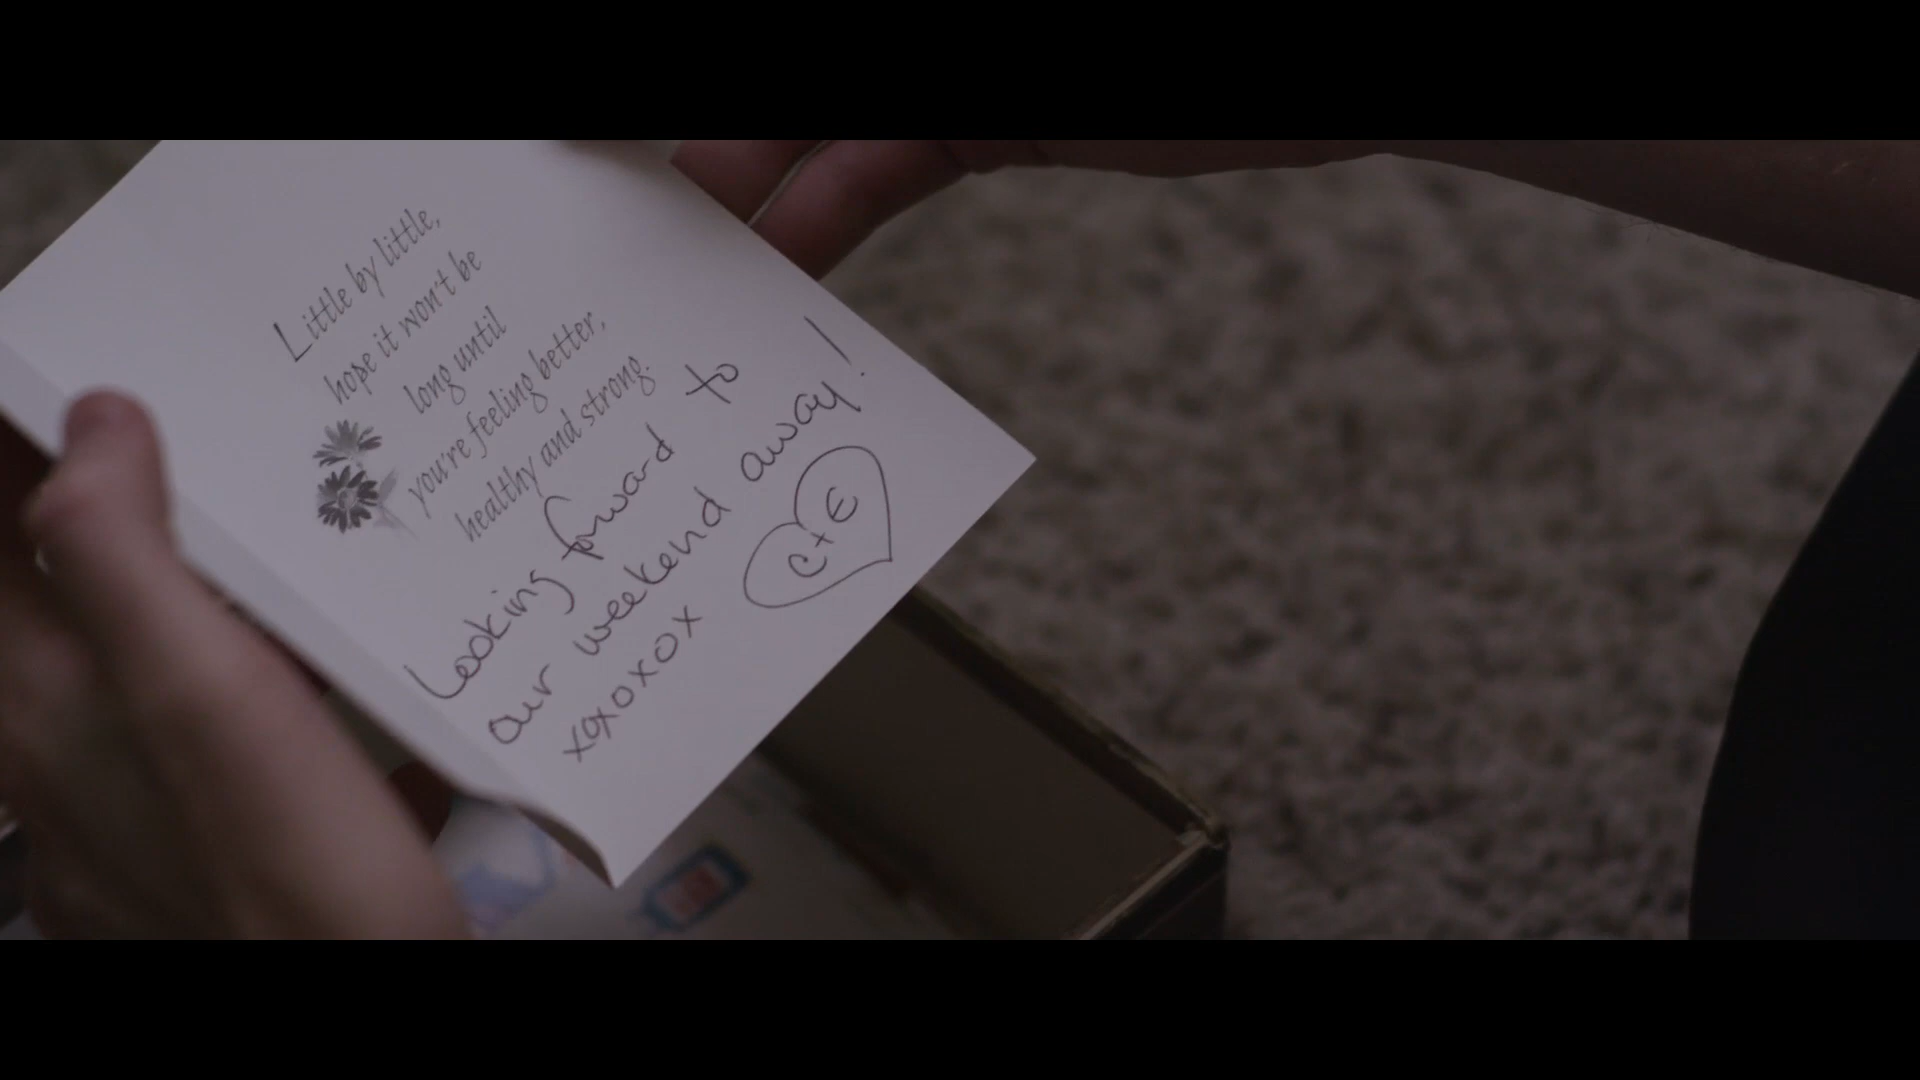 Little by little,
hope it won't be
long until
you're feeling better,
healthy and strong.
Looking forward to
our weekend away!
xoxoxox
C + E